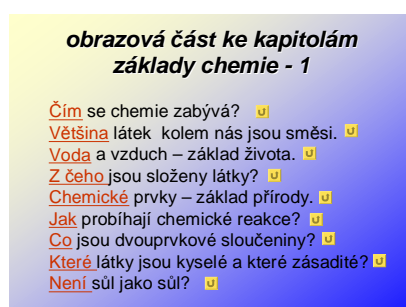 obrazová část ke kapitolám
základy chemie - 1
Čím se chemie zabývá?
Většina látek kolem nás jsou směsi.
Voda a vzduch – základ života.
Z čeho jsou složeny látky?
Chemické prvky – základ přírody.
Jak probíhají chemické reakce?
Co jsou dvouprvkové sloučeniny?
Které látky jsou kyselé a které zásadité?
Není sůl jako sůl?